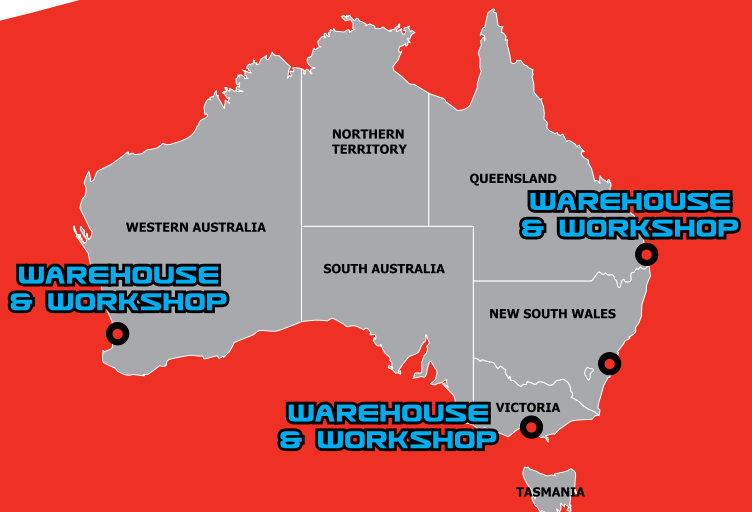 NORTHERN
TERRITORY
QUEENSLAND
WAREHOUSE
& WORKSHOP
WESTERN AUSTRALIA
SOUTH AUSTRALIA
WAREHOUSE
& WORKSHOP
NEW SOUTH WALES
VICTORIA
WAREHOUSE
& WORKSHOP
TASMANIA